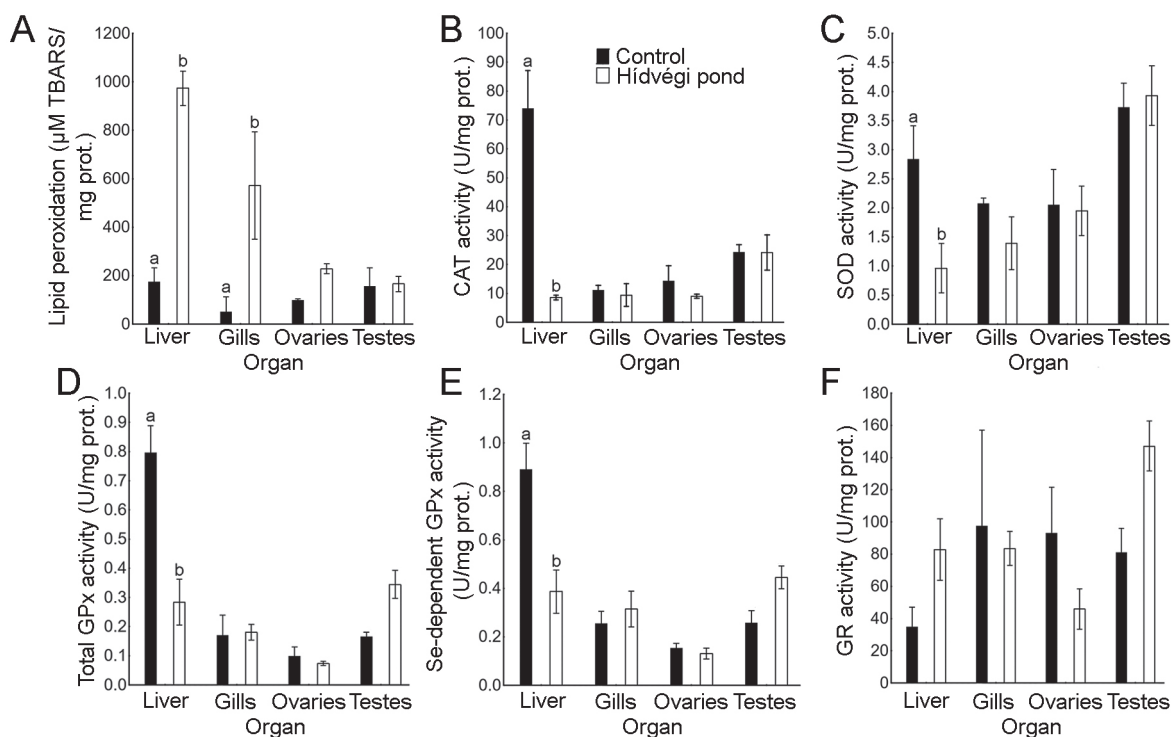 A
Lipid peroxidation (µM TBARS/
mg prot.)
1200
1000
800
600
400
200
0
a
b
a
b
Liver Gills Ovaries Testes
Organ
B
CAT activity (U/mg prot.)
100
90
80
70
60
50
40
30
20
10
0
a
b
Control
Hídvégi pond
Liver Gills Ovaries Testes
Organ
C
SOD activity (U/mg prot.)
5.0
4.5
4.0
3.5
3.0
2.5
2.0
1.5
1.0
0.5
0.0
a
b
Liver Gills Ovaries Testes
Organ
D
Total GPx activity (U/mg prot.)
1.0
0.9
0.8
0.7
0.6
0.5
0.4
0.3
0.2
0.1
0.0
a
b
Liver Gills Ovaries Testes
Organ
E
Se-dependent GPx activity
(U/mg prot.)
1.2
1.0
0.8
0.6
0.4
0.2
0.0
a
b
Liver Gills Ovaries Testes
Organ
F
GR activity (U/mg prot.)
180
160
140
120
100
80
60
40
20
0
Liver Gills Ovaries Testes
Organ